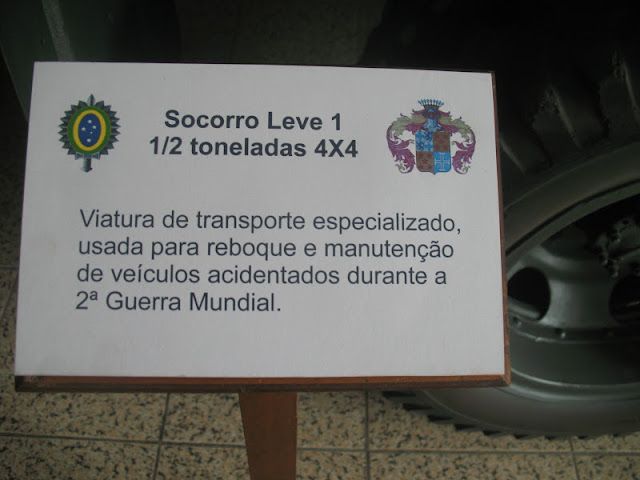 Socorro Leve 1
1/2 toneladas 4X4
Viatura de transporte especializado,
usada para reboque e manutenção
de veículos acidentados durante a
2ª Guerra Mundial.